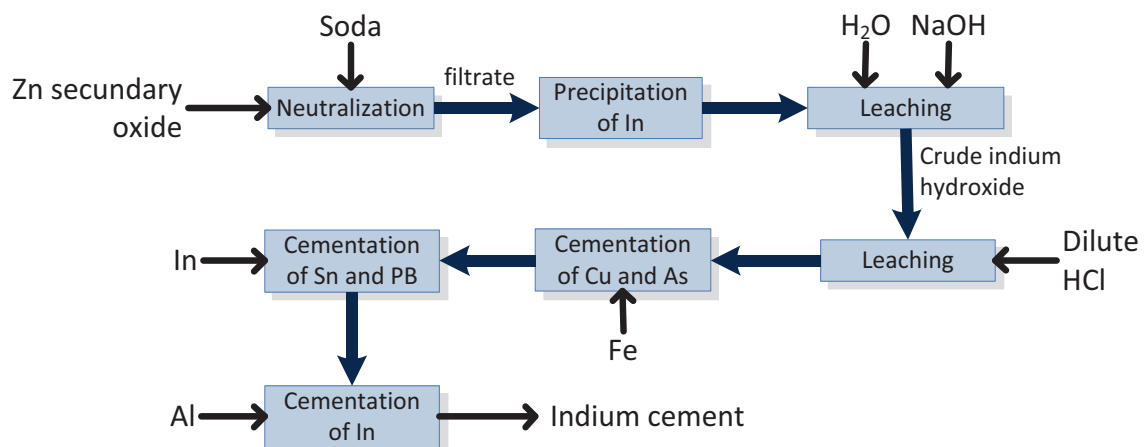 Soda
H₂O NaOH
Zn secundary
oxide
Neutralization
filtrate
Precipitation
of In
Leaching
Crude indium
hydroxide
In
Cementation
of Sn and PB
Cementation
of Cu and As
Leaching
Dilute
HCl
Fe
Al
Cementation
of In
Indium cement